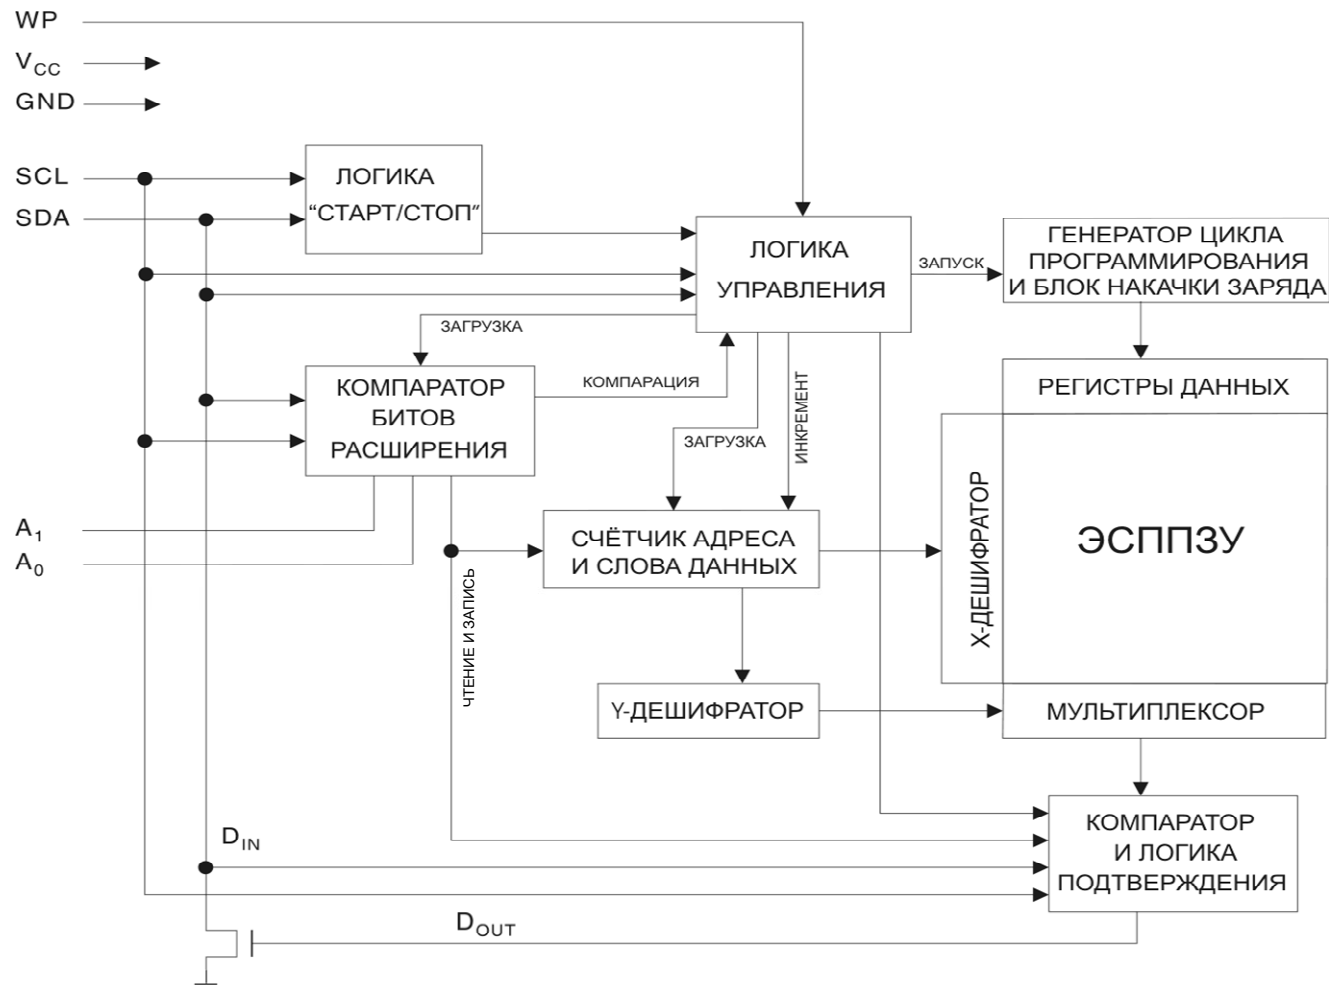 WP
VCC
GND
SCL
SDA
ЛОГИКА
“СТАРТ/СТОП”
ЛОГИКА
УПРАВЛЕНИЯ
ЗАПУСК
ГЕНЕРАТОР ЦИКЛА
ПРОГРАММИРОВАНИЯ
И БЛОК НАКАЧКИ ЗАРЯДА
ЗАГРУЗКА
КОМПАРАТОР
БИТОВ
РАСШИРЕНИЯ
КОМПАРАЦИЯ
ЗАГРУЗКА
ИНКРЕМЕНТ
РЕГИСТРЫ ДАННЫХ
Х-ДЕШИФРАТОР
ЭСППЗУ
A1
A0
СЧЁТЧИК АДРЕСА
И СЛОВА ДАННЫХ
ЧТЕНИЕ И ЗАПИСЬ
Y-ДЕШИФРАТОР
МУЛЬТИПЛЕКСОР
КОМПАРАТОР
И ЛОГИКА
ПОДТВЕРЖДЕНИЯ
DIN
DOUT